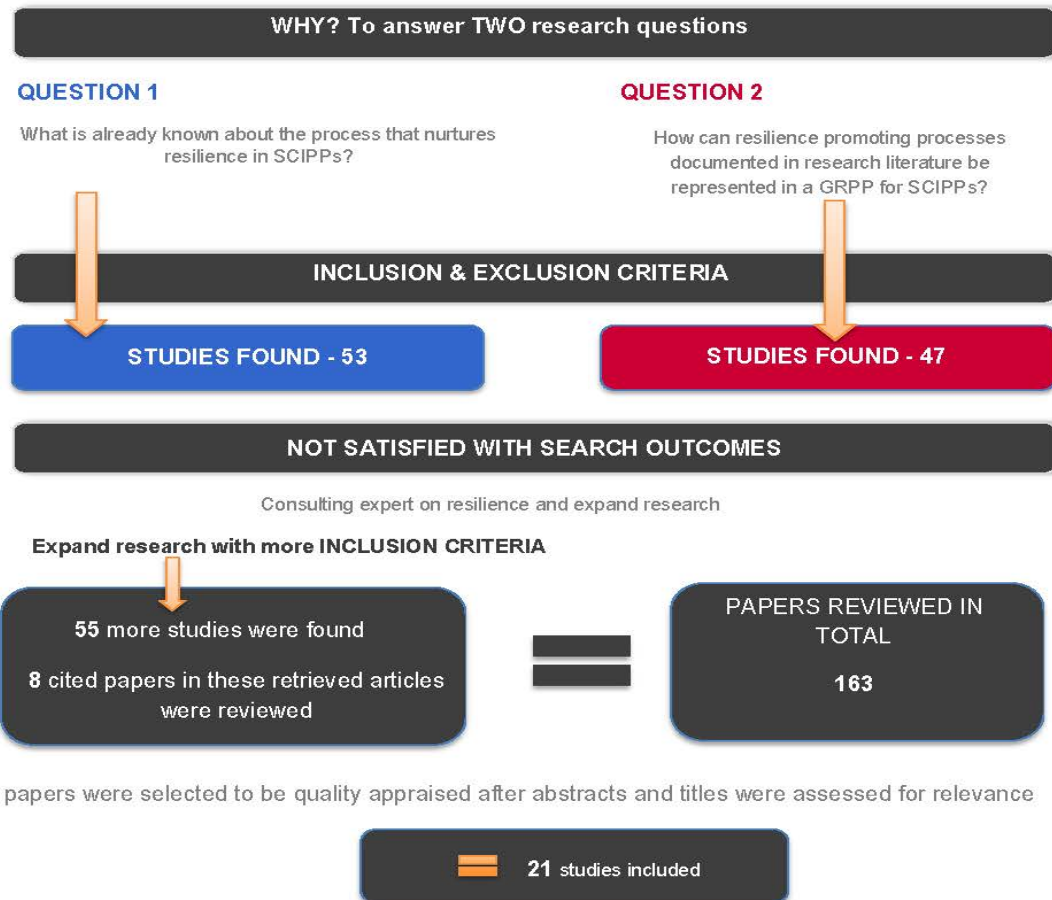 WHY? To answer TWO research questions
QUESTION 1
What is already known about the process that nurtures
resilience in SCIPPs?
QUESTION 2
How can resilience promoting processes
documented in research literature be
represented in a GRPP for SCIPPs?
INCLUSION & EXCLUSION CRITERIA
STUDIES FOUND - 53
STUDIES FOUND - 47
NOT SATISFIED WITH SEARCH OUTCOMES
Consulting expert on resilience and expand research
Expand research with more INCLUSION CRITERIA
55 more studies were found
8 cited papers in these retrieved articles
were reviewed
PAPERS REVIEWED IN
TOTAL
163
papers were selected to be quality appraised after abstracts and titles were assessed for relevance
21 studies included